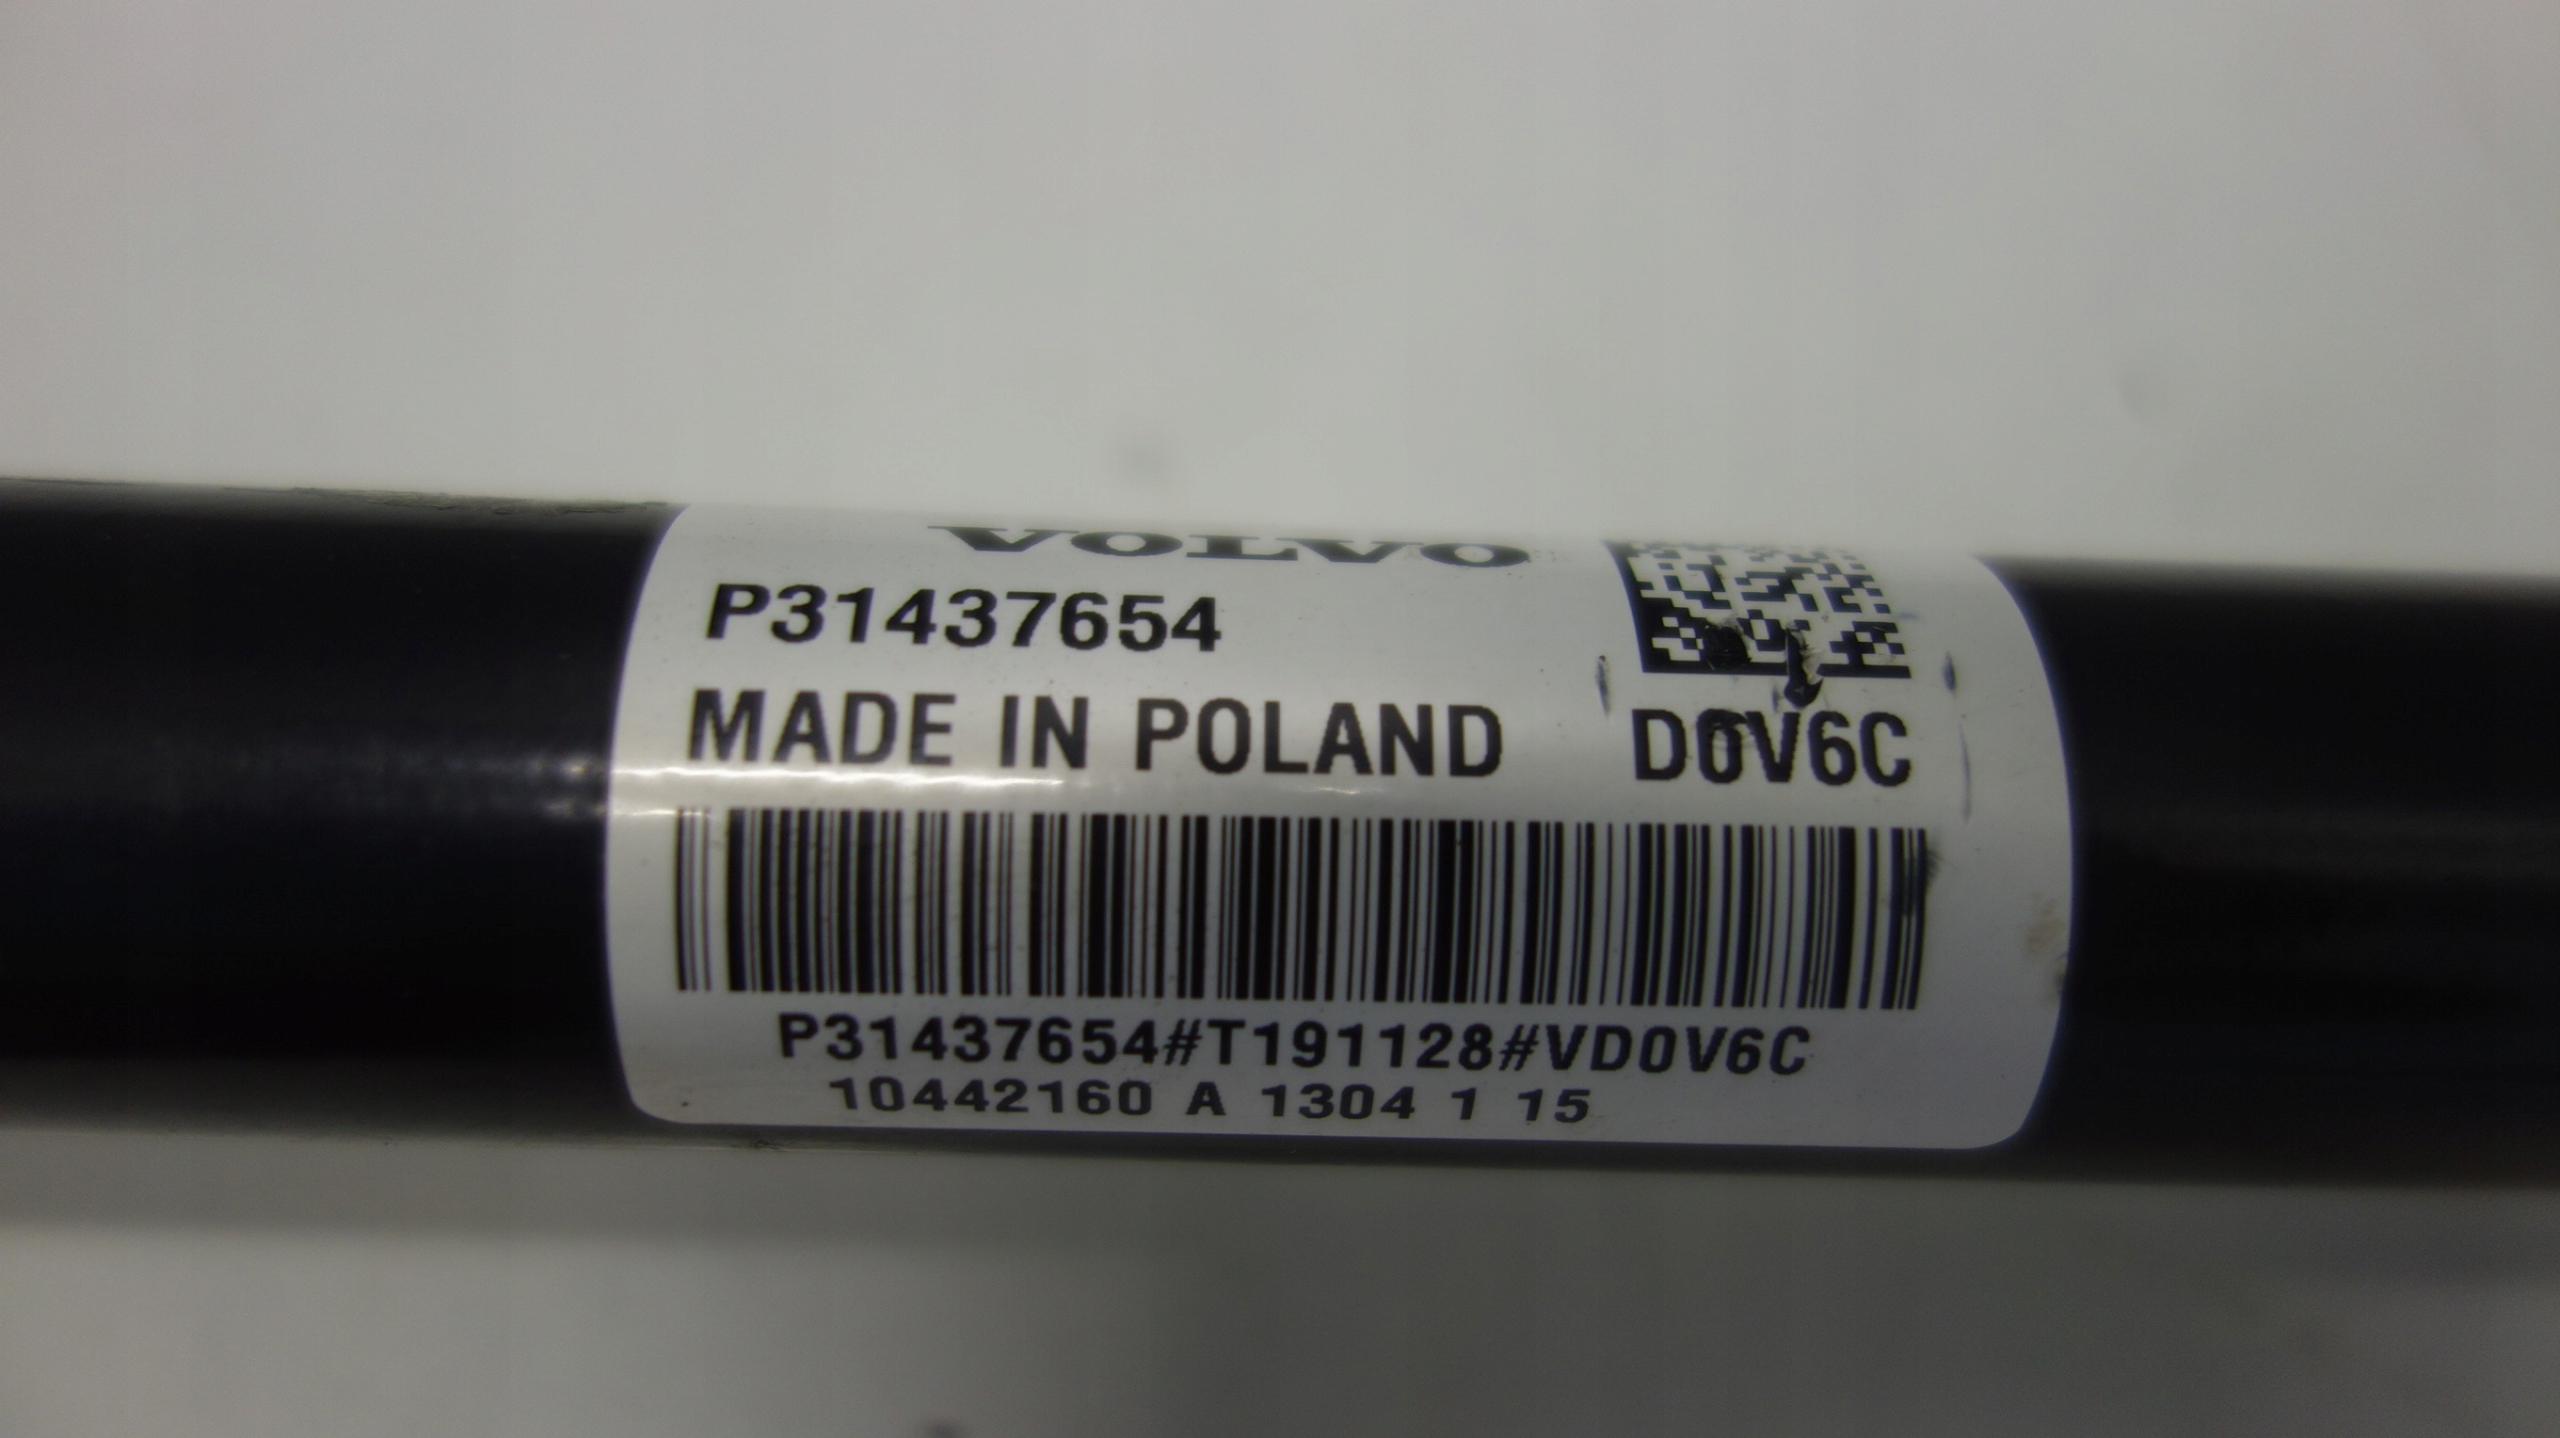 VOLVO
P31437654
MADE IN POLAND D0V6C
P31437654#T191128#VD0V6C
10442160 A 1304 1 15